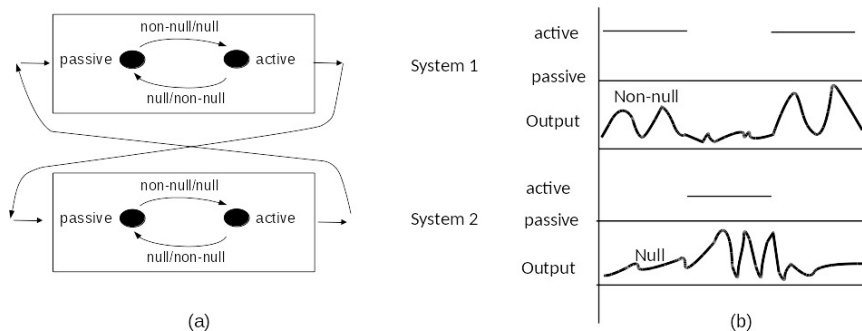 non-null/null
passive
active
null/non-null
non-null/null
passive
active
null/non-null
(a)
System 1
System 2
active
passive
Non-null
Output
active
passive
Null
Output
(b)